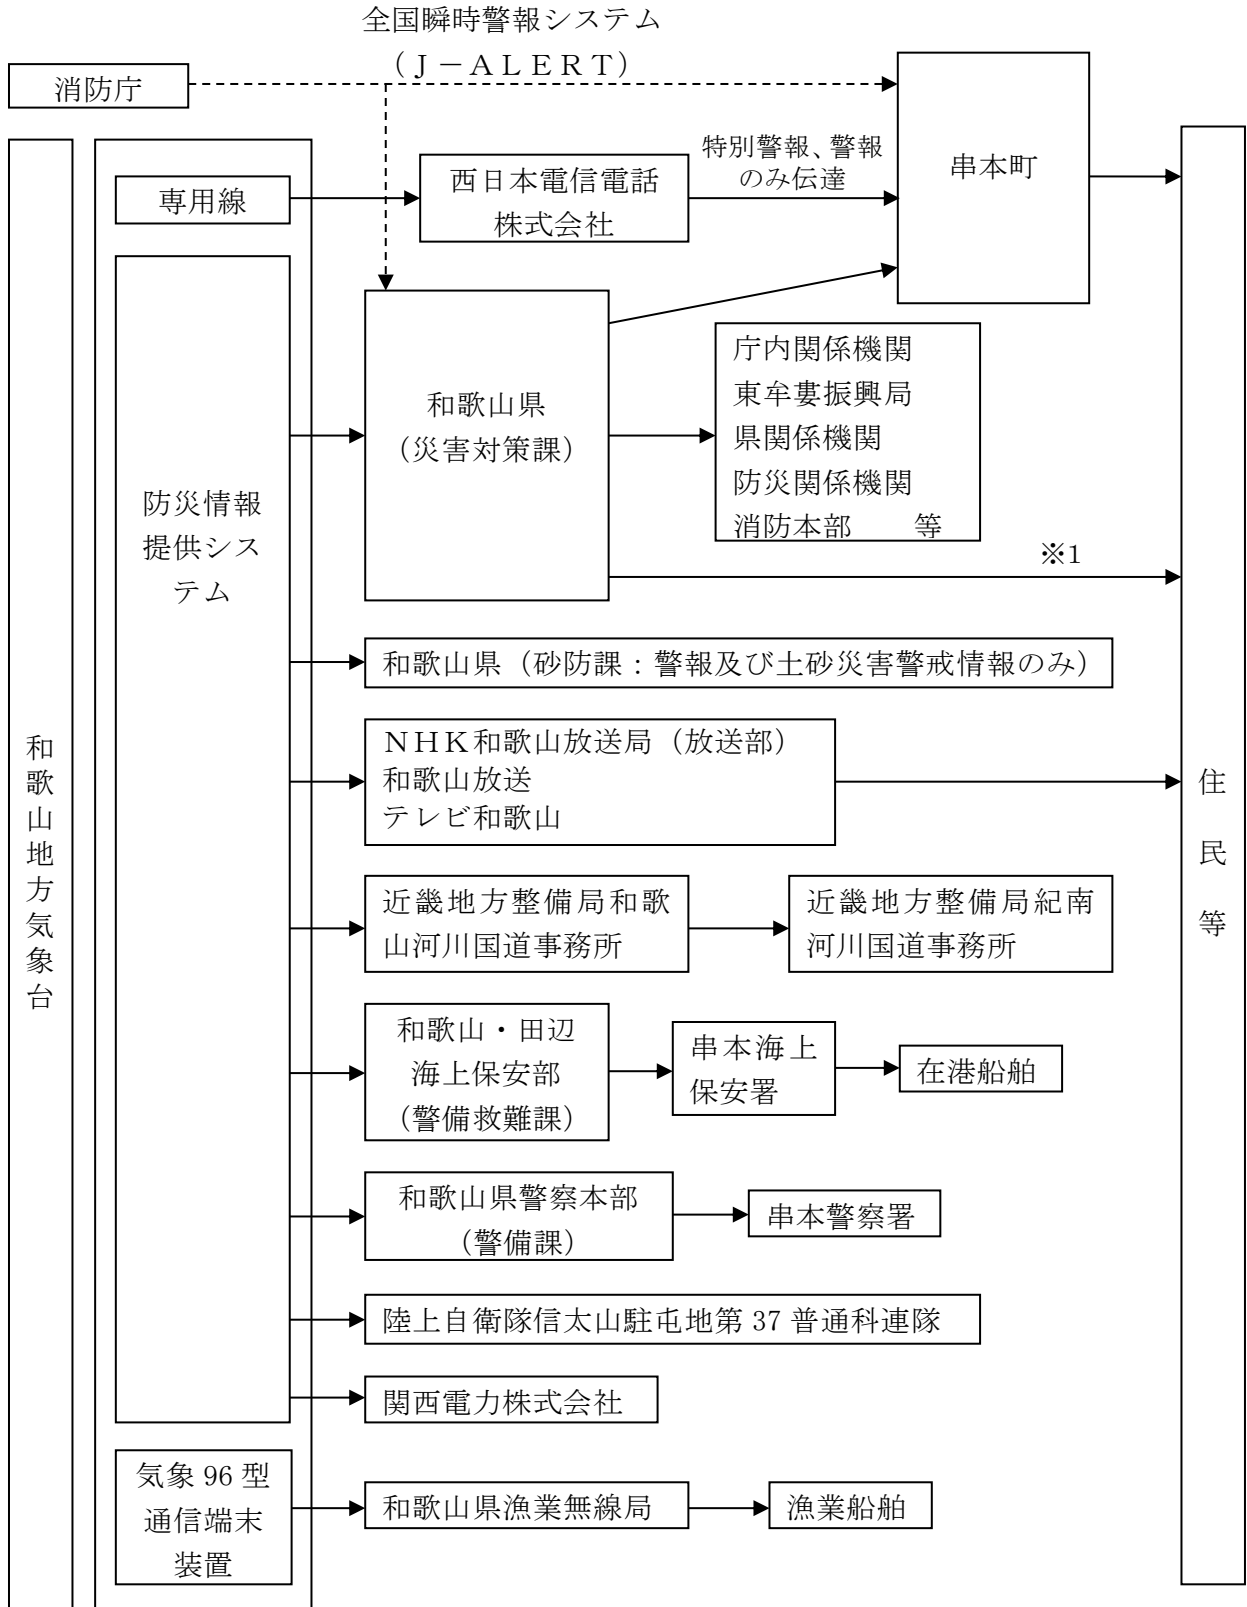 全国瞬時警報システム
（Ｊ－ＡＬＥＲＴ）
消防庁
特別警報、警報
のみ伝達
串本町
専用線
西日本電信電話
株式会社
和歌山県
（災害対策課）
庁内関係機関
東牟婁振興局
県関係機関
防災関係機関
消防本部　　等
※1
防災情報
提供シス
テム
和歌山県（砂防課：警報及び土砂災害警戒情報のみ）
ＮＨＫ和歌山放送局（放送部）
和歌山放送
テレビ和歌山
和歌山地方気象台
住民等
近畿地方整備局和歌
山河川国道事務所
近畿地方整備局紀南
河川国道事務所
和歌山・田辺
海上保安部
（警備救難課）
串本海上
保安署
在港船舶
和歌山県警察本部
（警備課）
串本警察署
陸上自衛隊信太山駐屯地第 37 普通科連隊
関西電力株式会社
気象 96 型
通信端末
装置
和歌山県漁業無線局
漁業船舶